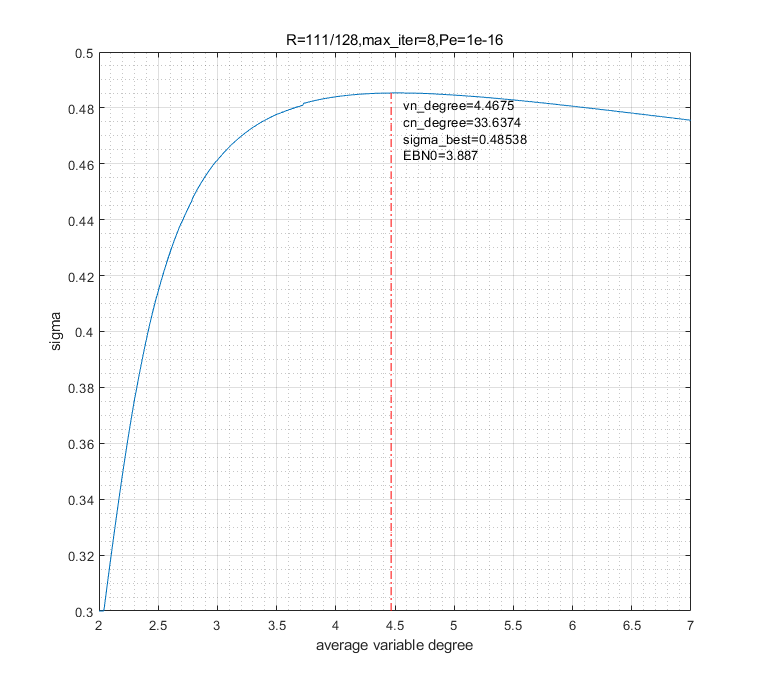 R=111/128,max_iter=8,Pe=1e-16
0.5
0.48
0.46
0.44
0.42
0.4
0.38
0.36
0.34
0.32
0.3
sigma
vn_degree=4.4675
cn_degree=33.6374
sigma_best=0.48538
EBN0=3.887
2 2.5 3 3.5 4 4.5 5 5.5 6 6.5 7
average variable degree